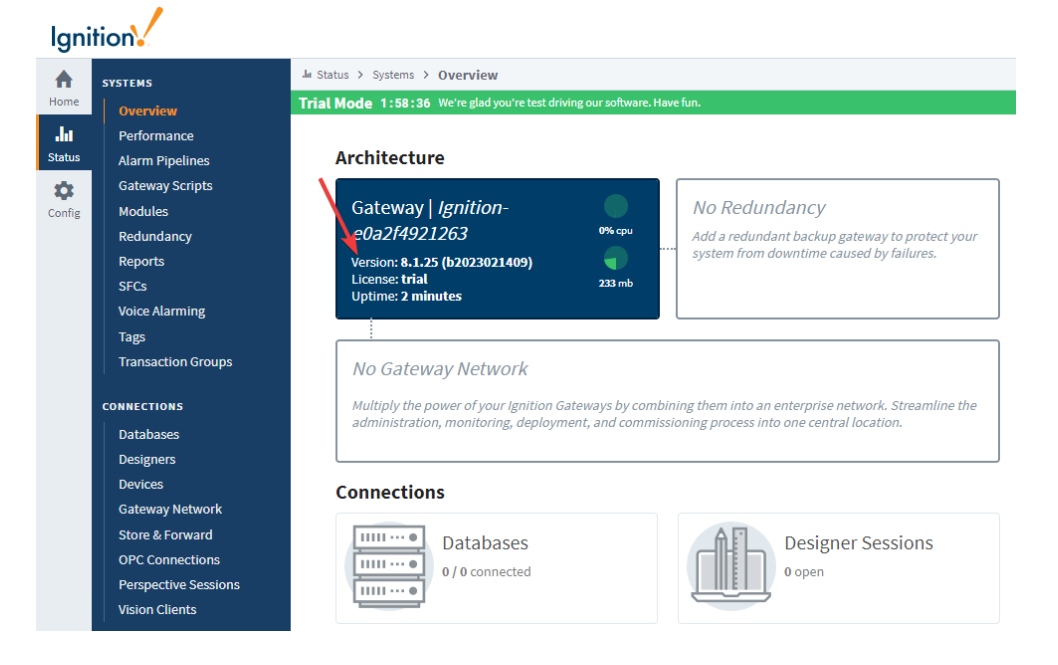 Ignition!
Home
Status
Config
SYSTEMS
Overview
Performance
Alarm Pipelines
Gateway Scripts
Modules
Redundancy
Reports
SFCs
Voice Alarming
Tags
Transaction Groups
CONNECTIONS
Databases
Designers
Devices
Gateway Network
Store & Forward
OPC Connections
Perspective Sessions
Vision Clients
Status > Systems > Overview
Trial Mode 1:58:36 We're glad you're test driving our software. Have fun.
Architecture
Gateway | Ignition-
e0a2f4921263
Version: 8.1.25 (b2023021409)
License: trial
Uptime: 2 minutes
0% cpu
233 mb
No Redundancy
Add a redundant backup gateway to protect your
system from downtime caused by failures.
No Gateway Network
Multiply the power of your Ignition Gateways by combining them into an enterprise network. Streamline the
administration, monitoring, deployment, and commissioning process into one central location.
Connections
Databases
0 / 0 connected
Designer Sessions
0 open